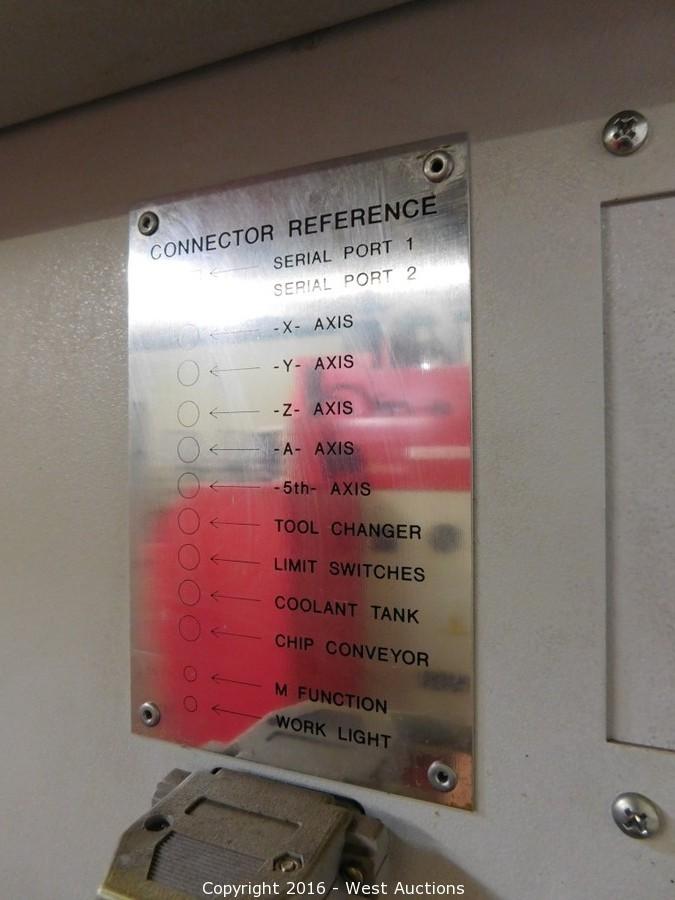 CONNECTOR REFERENCE
SERIAL PORT 1
SERIAL PORT 2
-X- AXIS
-Y- AXIS
-Z- AXIS
-A- AXIS
-5th- AXIS
TOOL CHANGER
LIMIT SWITCHES
COOLANT TANK
CHIP CONVEYOR
M FUNCTION
WORK LIGHT
Copyright 2016 - West Auctions